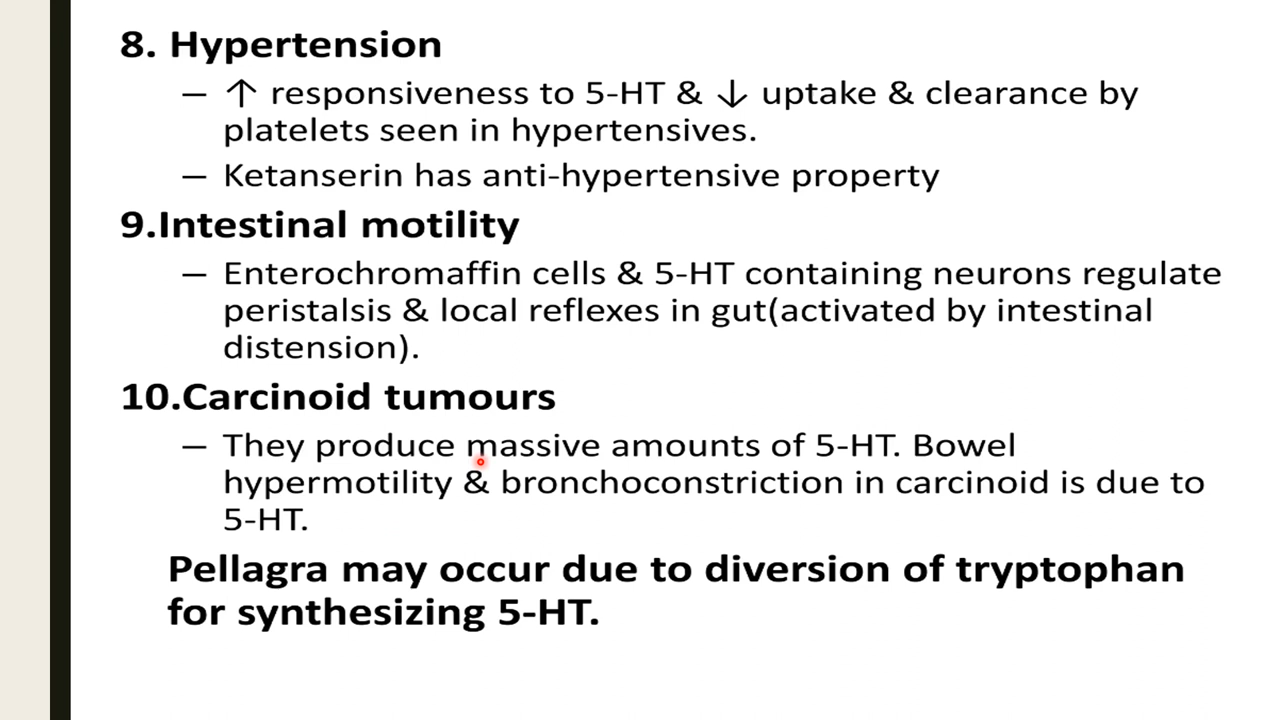 8. Hypertension
– ↑ responsiveness to 5-HT & ↓ uptake & clearance by
platelets seen in hypertensives.
– Ketanserin has anti-hypertensive property
9.Intestinal motility
– Enterochromaffin cells & 5-HT containing neurons regulate
peristalsis & local reflexes in gut(activated by intestinal
distension).
10.Carcinoid tumours
– They produce massive amounts of 5-HT. Bowel
hypermotility & bronchoconstriction in carcinoid is due to
5-HT.
Pellagra may occur due to diversion of tryptophan
for synthesizing 5-HT.